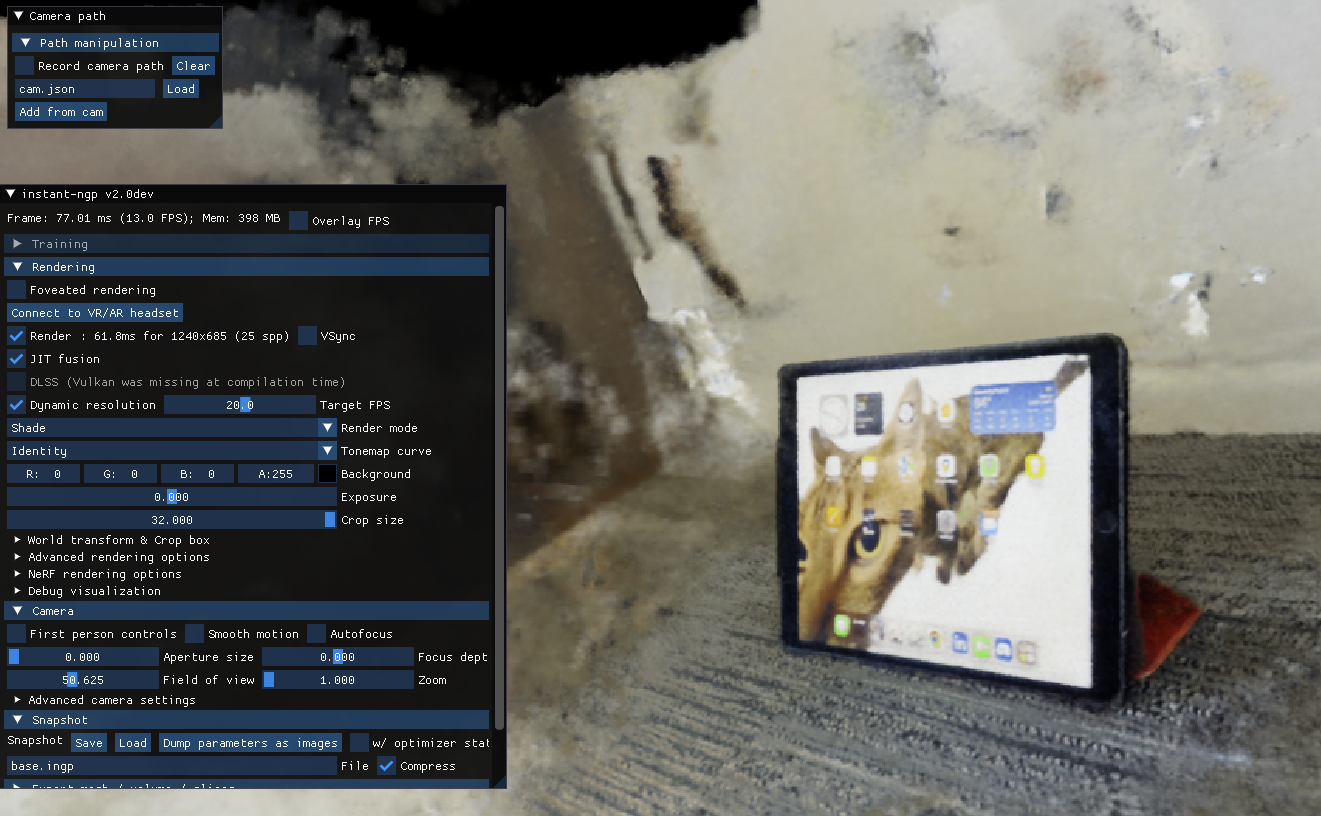 Camera path
Path manipulation
Record camera path Clear
cam.json Load
Add from cam
instant-ngp v2.0dev
Frame: 77.01 ms (13.0 FPS); Mem: 398 MB Overlay FPS
Training
Rendering
Foveated rendering
Connect to VR/AR headset
Render : 61.8ms for 1240x685 (25 spp) VSync
JIT fusion
DLSS (Vulkan was missing at compilation time)
Dynamic resolution 20.0 Target FPS
Shade Render mode
Identity Tonemap curve
R: 0 G: 0 B: 0 A:255 Background
0.000 Exposure
32.000 Crop size
World transform & Crop box
Advanced rendering options
NeRF rendering options
Debug visualization
Camera
First person controls Smooth motion Autofocus
0.000 Aperture size 0.000 Focus dept
50.625 Field of view 1.000 Zoom
Advanced camera settings
Snapshot
Snapshot Save Load Dump parameters as images w/ optimizer stat
base.ingp File Compress
Export mesh / volume / slices